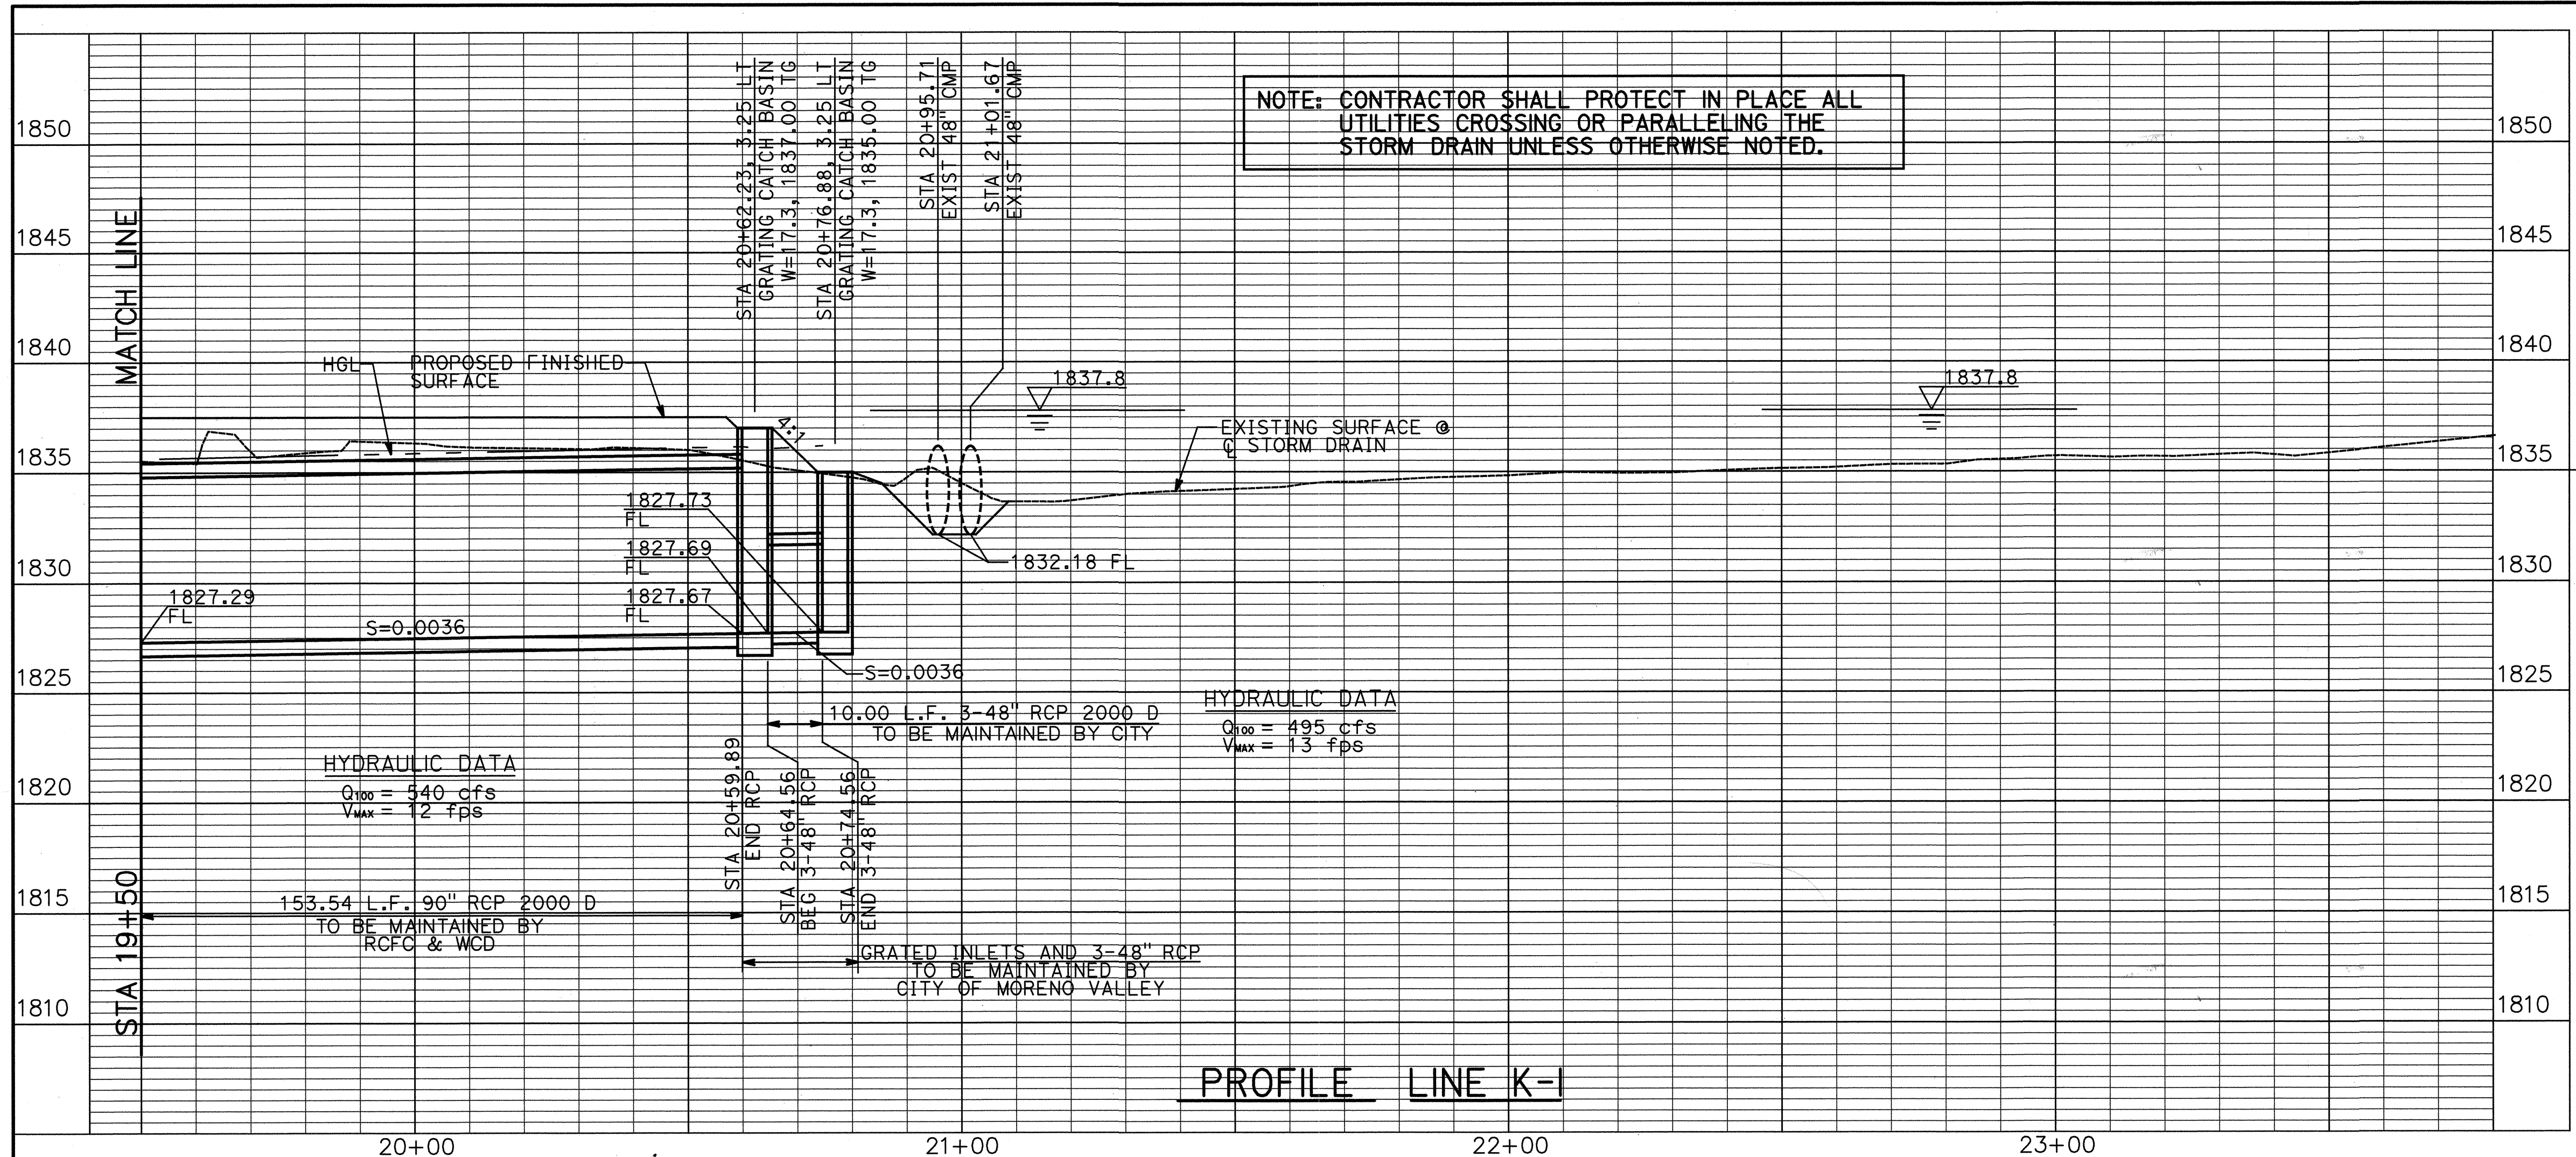 STA 20+62.23, 3.25 LT
GRATING CATCH BASIN
W=17.3, 1837.00 TG
STA 20+76.88, 3.25 LT
GRATING CATCH BASIN
W=17.3, 1835.00 TG
STA 20+95.71
EXIST 48" CMP
STA 21+01.67
EXIST 48" CMP
NOTE: CONTRACTOR SHALL PROTECT IN PLACE ALL
UTILITIES CROSSING OR PARALLELING THE
STORM DRAIN UNLESS OTHERWISE NOTED.
1850
1850
1845
1845
1840
1840
1835
1835
1830
1830
1825
1825
1820
1820
1815
1815
1810
1810
MATCH LINE
STA 19+50
HGL
PROPOSED FINISHED
SURFACE
4:1
1837.8
1837.8
EXISTING SURFACE @
℄ STORM DRAIN
1827.73
FL
1827.69
FL
1827.67
FL
1832.18 FL
1827.29
FL
S=0.0036
S=0.0036
10.00 L.F. 3-48" RCP 2000 D
TO BE MAINTAINED BY CITY
HYDRAULIC DATA
Q100 = 495 cfs
VMAX = 13 fps
HYDRAULIC DATA
Q100 = 540 cfs
VMAX = 12 fps
STA 20+59.89
END RCP
STA 20+64.56
BEG 3-48" RCP
STA 20+74.56
END 3-48" RCP
153.54 L.F. 90" RCP 2000 D
TO BE MAINTAINED BY
RCFC & WCD
GRATED INLETS AND 3-48" RCP
TO BE MAINTAINED BY
CITY OF MORENO VALLEY
PROFILE LINE K-1
20+00
21+00
22+00
23+00